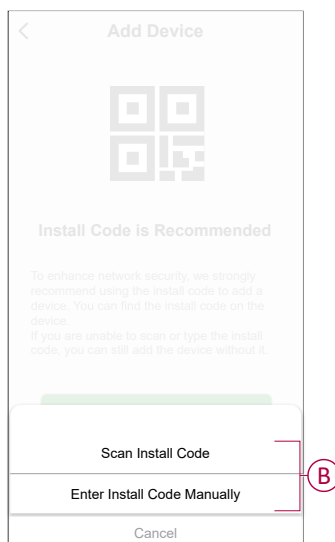 Add Device
Install Code is Recommended
To enhance network security, we strongly
recommend using the install code to add a
device. You can find the install code on the
device.
If you are unable to scan or type the install
code, you can still add the device without it.
Scan Install Code
Enter Install Code Manually
B
Cancel